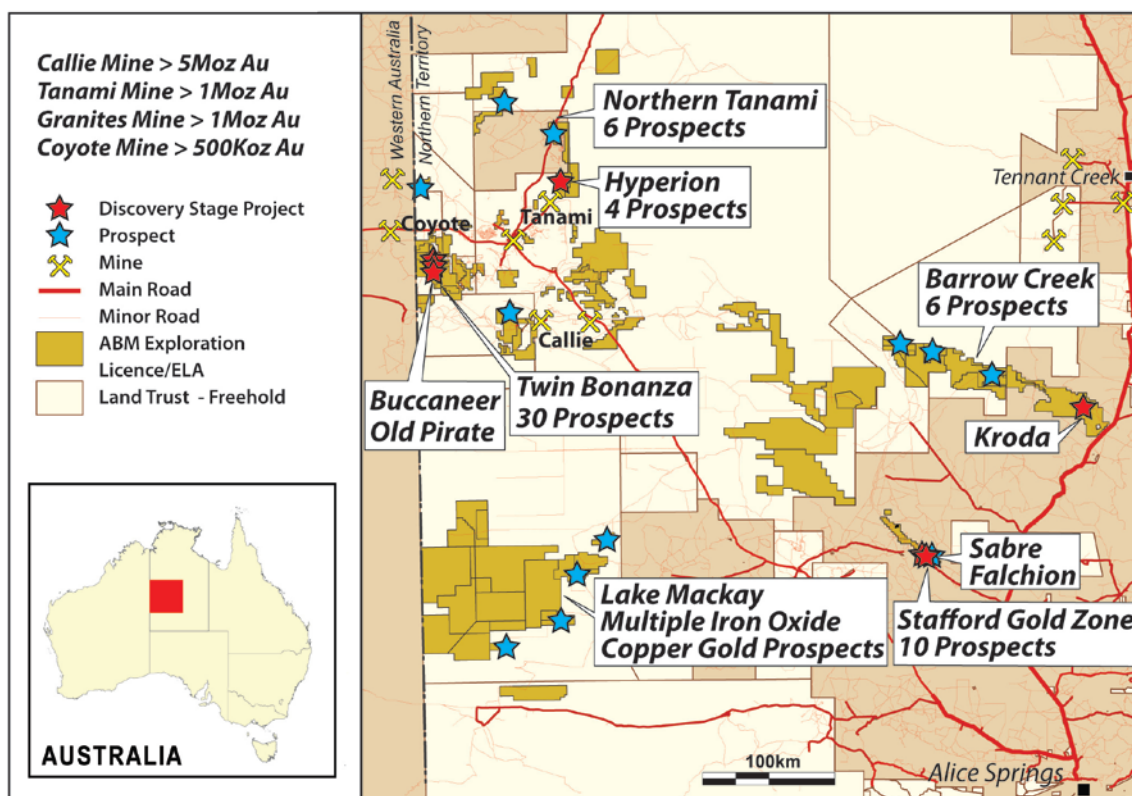 Callie Mine > 5Moz Au
Tanami Mine > 1Moz Au
Granites Mine > 1Moz Au
Coyote Mine > 500Koz Au
Discovery Stage Project
Prospect
Mine
Main Road
Minor Road
ABM Exploration
Licence/ELA
Land Trust - Freehold
AUSTRALIA
Western Australia
Northern Territory
Northern Tanami
6 Prospects
Hyperion
4 Prospects
Tennant Creek
Coyote
Tanami
Callie
Barrow Creek
6 Prospects
Buccaneer
Old Pirate
Twin Bonanza
30 Prospects
Kroda
Sabre
Falchion
Lake Mackay
Multiple Iron Oxide
Copper Gold Prospects
Stafford Gold Zone
10 Prospects
100km
Alice Springs